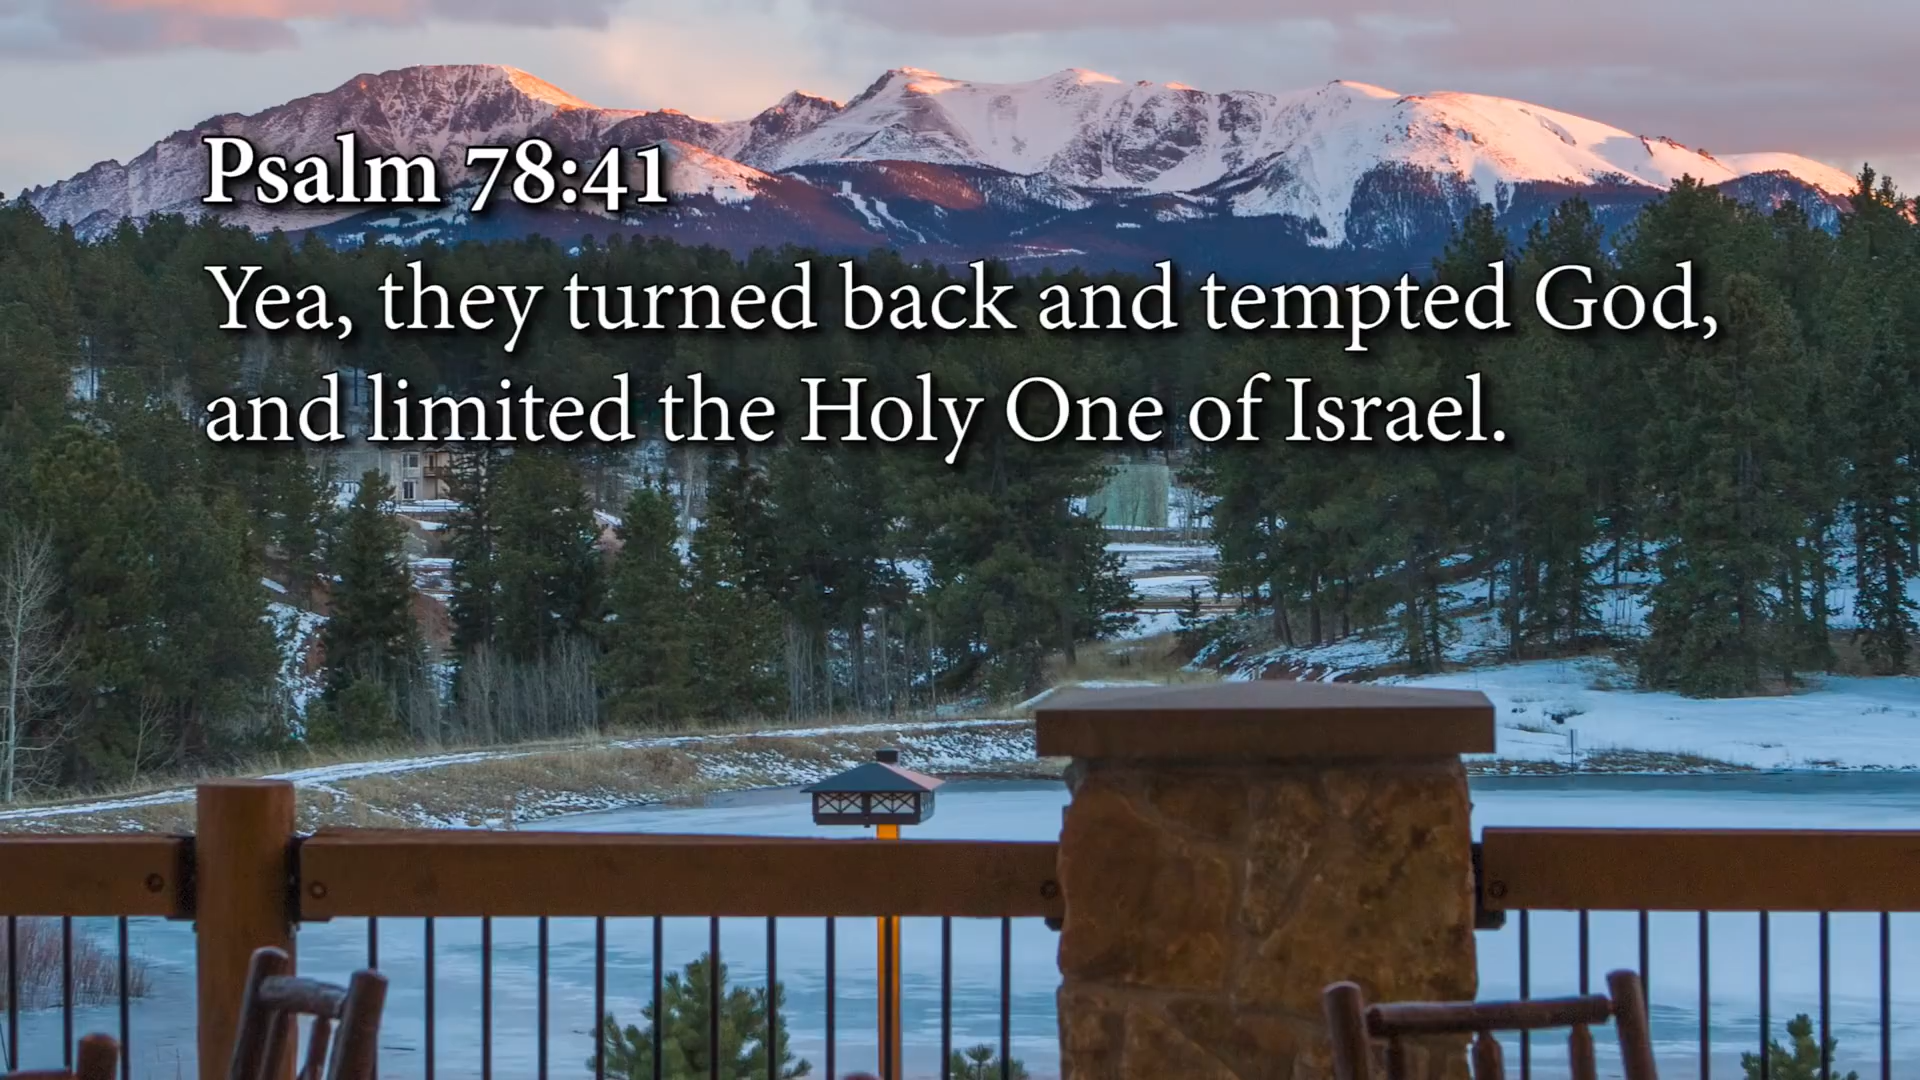 Psalm 78:41
Yea, they turned back and tempted God,
and limited the Holy One of Israel.